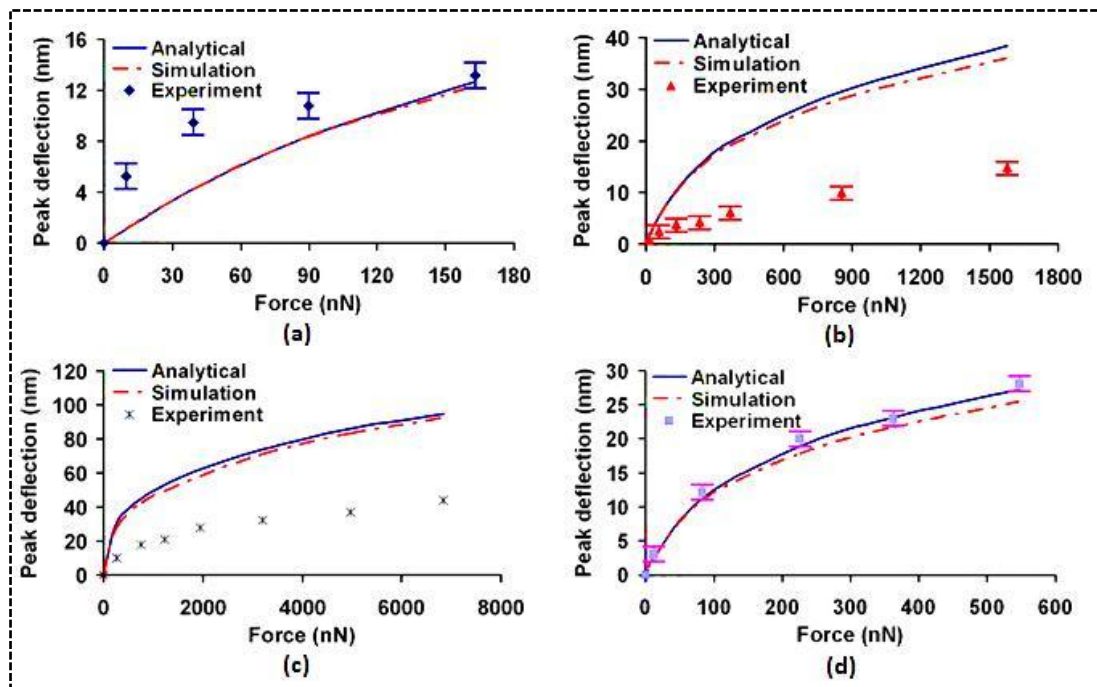 16
12
8
4
0
Peak deflection (nm)
Analytical
Simulation
Experiment
0 30 60 90 120 150 180
Force (nN)
(a)
40
30
20
10
0
Peak deflection (nm)
Analytical
Simulation
Experiment
0 300 600 900 1200 1500 1800
Force (nN)
(b)
120
100
80
60
40
20
0
Peak deflection (nm)
Analytical
Simulation
Experiment
0 2000 4000 6000 8000
Force (nN)
(c)
30
25
20
15
10
5
0
Peak deflection (nm)
Analytical
Simulation
Experiment
0 100 200 300 400 500 600
Force (nN)
(d)